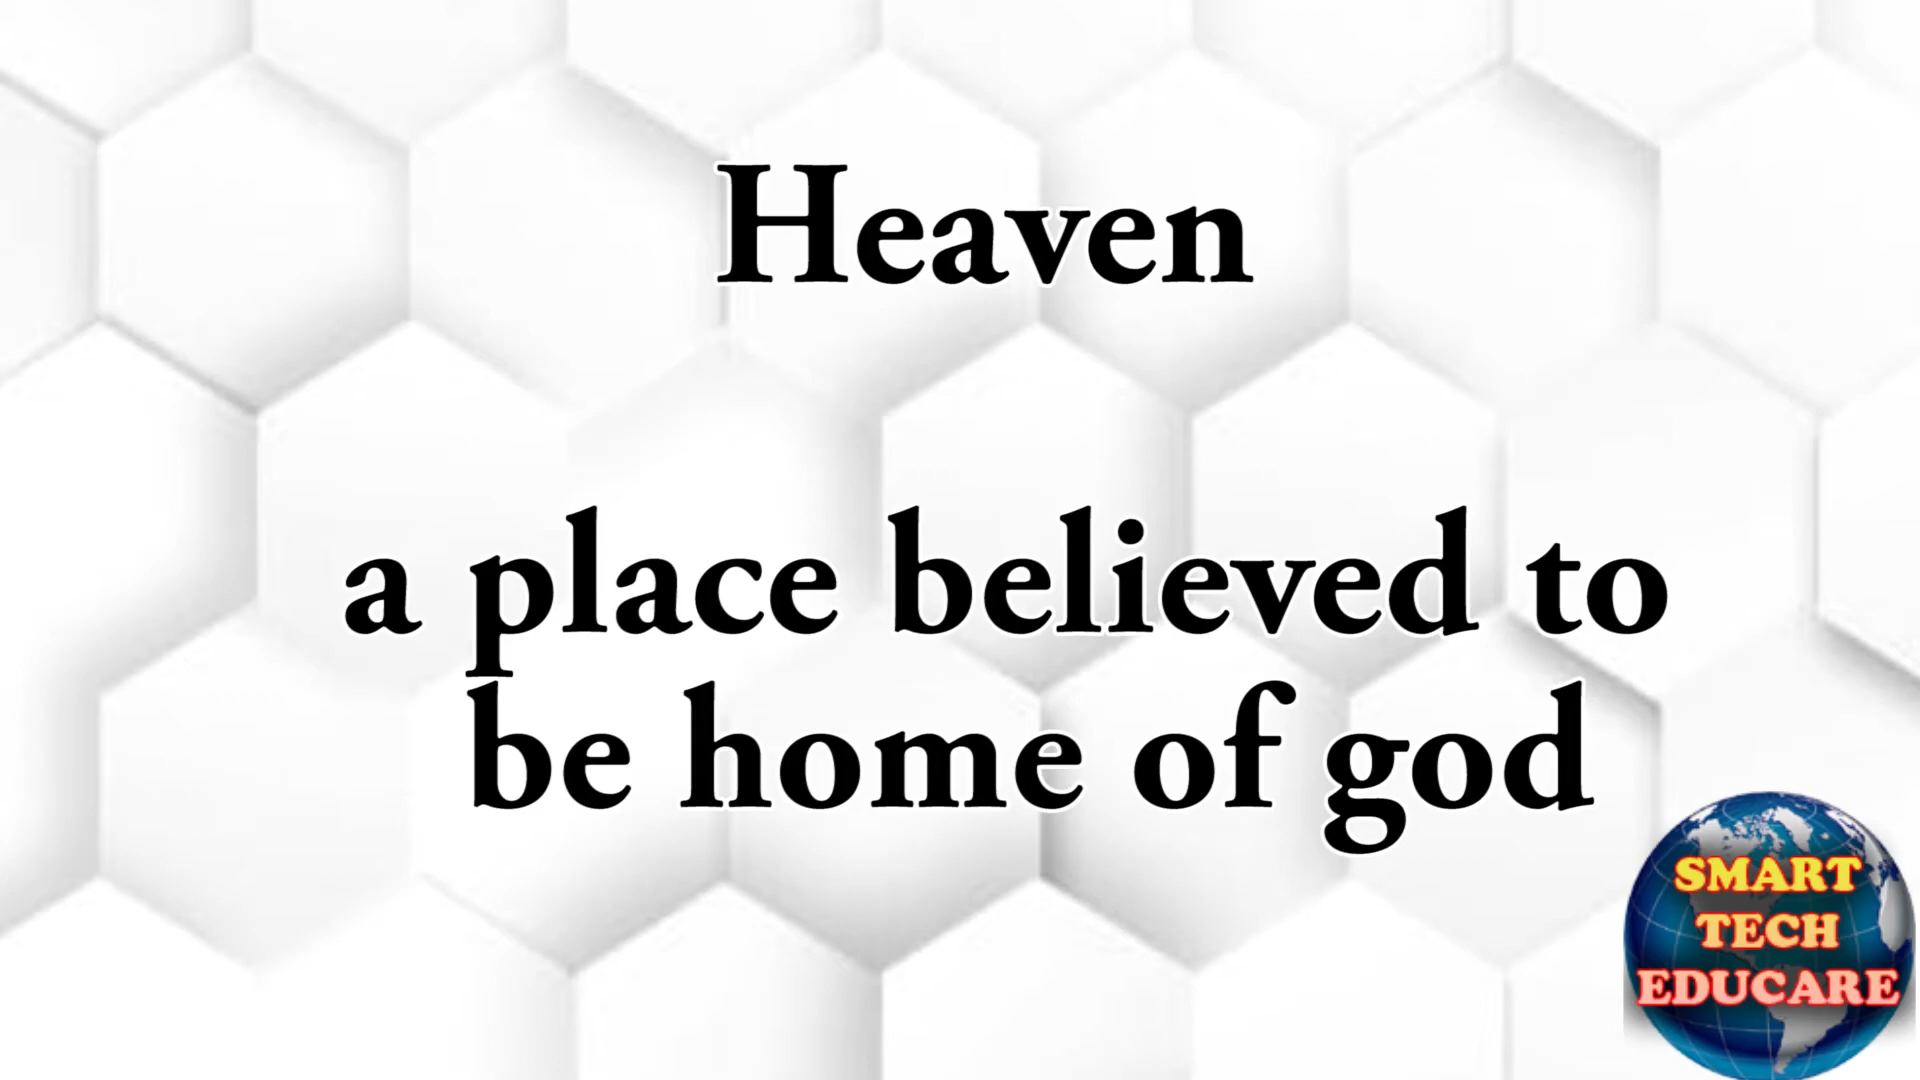 Heaven
a place believed to
be home of god
SMART
TECH
EDUCARE